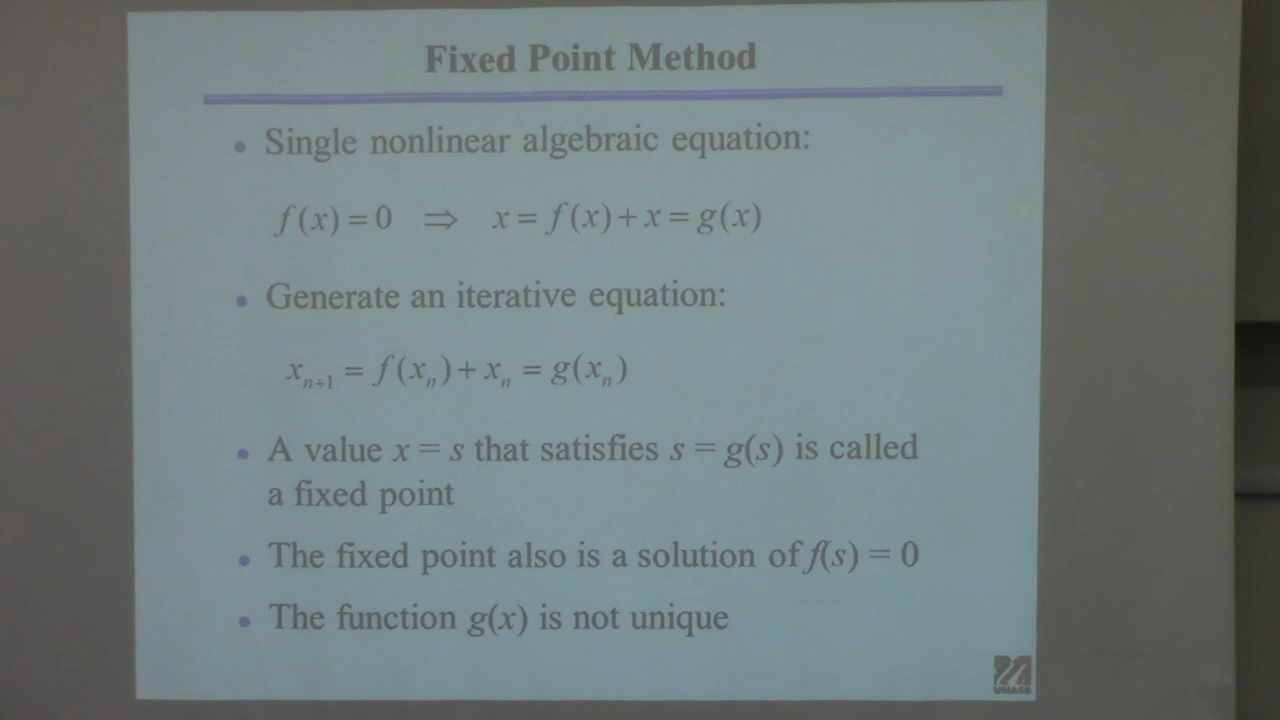 Fixed Point Method
• Single nonlinear algebraic equation:
f(x) = 0 ⇒ x = f(x) + x = g(x)
• Generate an iterative equation:
xₙ₊₁ = f(xₙ) + xₙ = g(xₙ)
• A value x = s that satisfies s = g(s) is called
a fixed point
• The fixed point also is a solution of f(s) = 0
• The function g(x) is not unique
UMASS